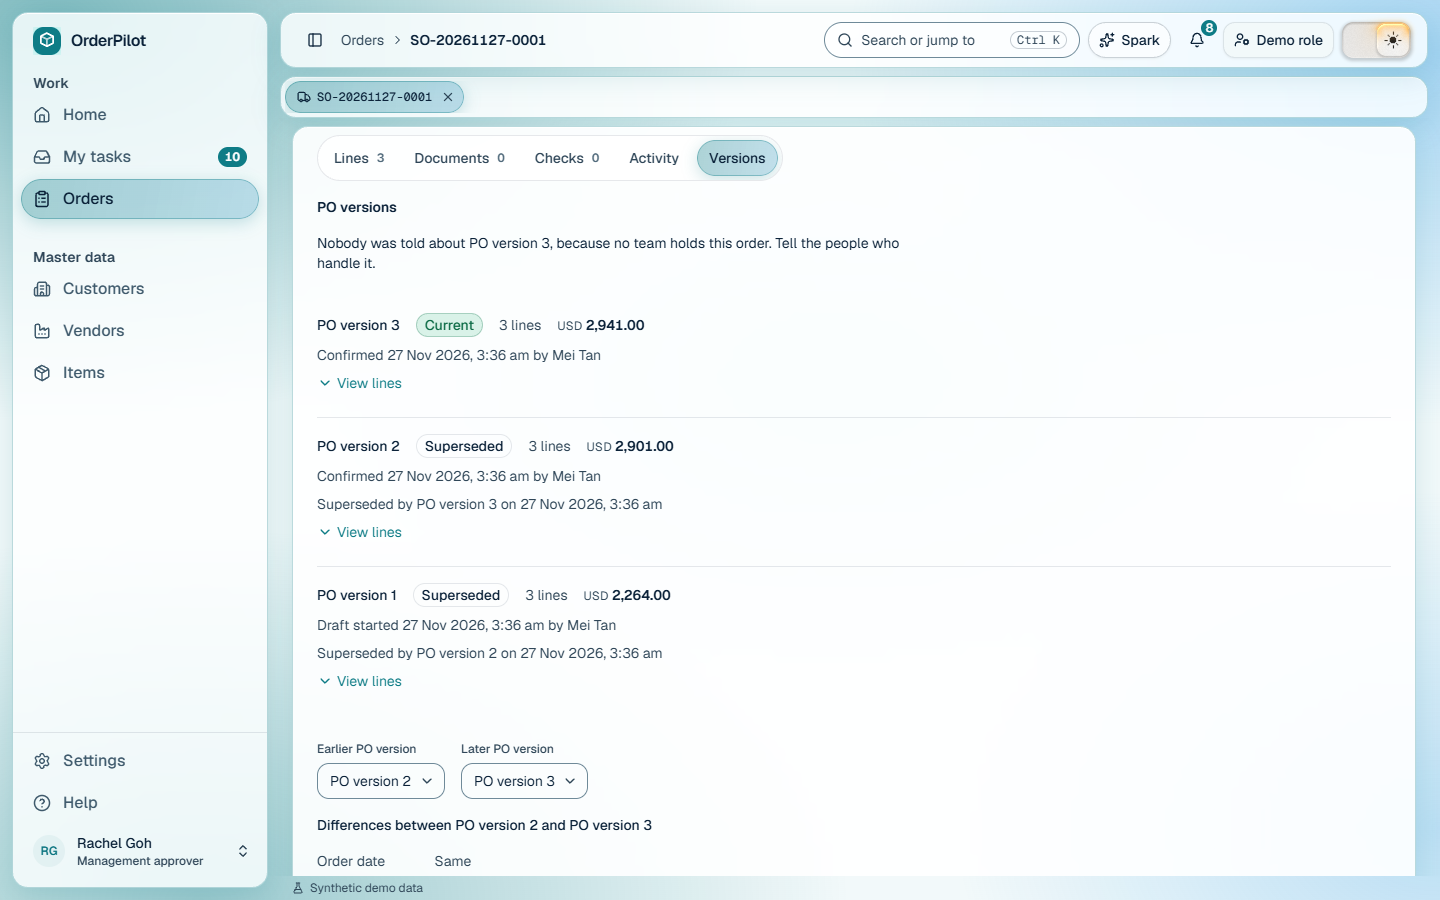 OrderPilot
Work
Home
My tasks 10
Orders
Master data
Customers
Vendors
Items
Settings
Help
RG
Rachel Goh
Management approver
Orders > SO-20261127-0001
Search or jump to Ctrl K
Spark
8
Demo role
SO-20261127-0001
Lines 3 Documents 0 Checks 0 Activity Versions
PO versions
Nobody was told about PO version 3, because no team holds this order. Tell the people who
handle it.
PO version 3 Current 3 lines USD 2,941.00
Confirmed 27 Nov 2026, 3:36 am by Mei Tan
View lines
PO version 2 Superseded 3 lines USD 2,901.00
Confirmed 27 Nov 2026, 3:36 am by Mei Tan
Superseded by PO version 3 on 27 Nov 2026, 3:36 am
View lines
PO version 1 Superseded 3 lines USD 2,264.00
Draft started 27 Nov 2026, 3:36 am by Mei Tan
Superseded by PO version 2 on 27 Nov 2026, 3:36 am
View lines
Earlier PO version Later PO version
PO version 2 PO version 3
Differences between PO version 2 and PO version 3
Order date Same
Synthetic demo data